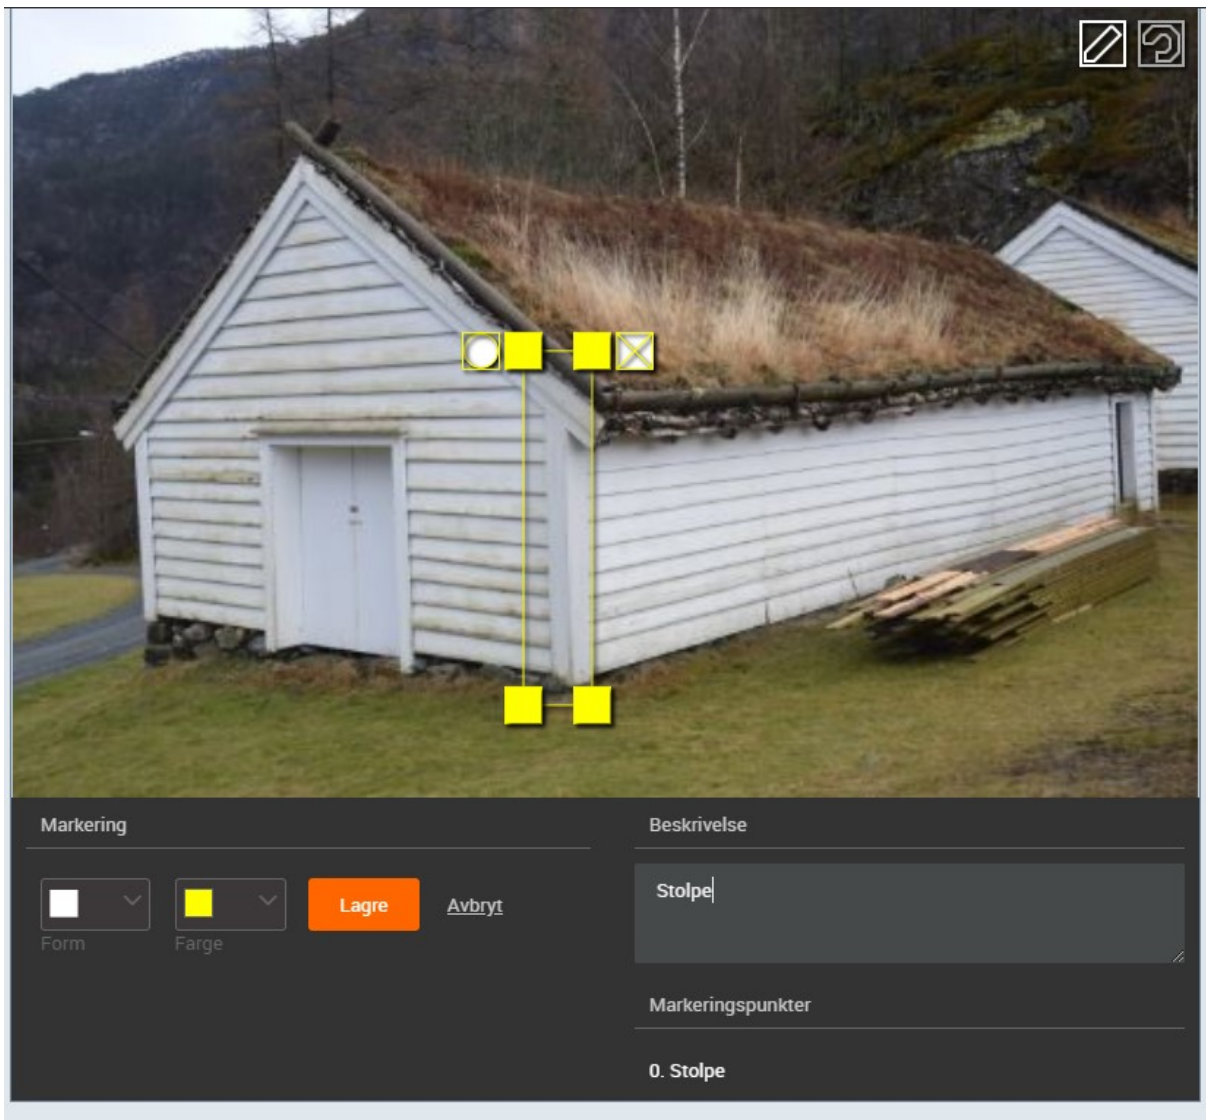 Markering
Beskrivelse
Stolpe
Lagre
Avbryt
Form
Farge
Markeringspunkter
0. Stolpe